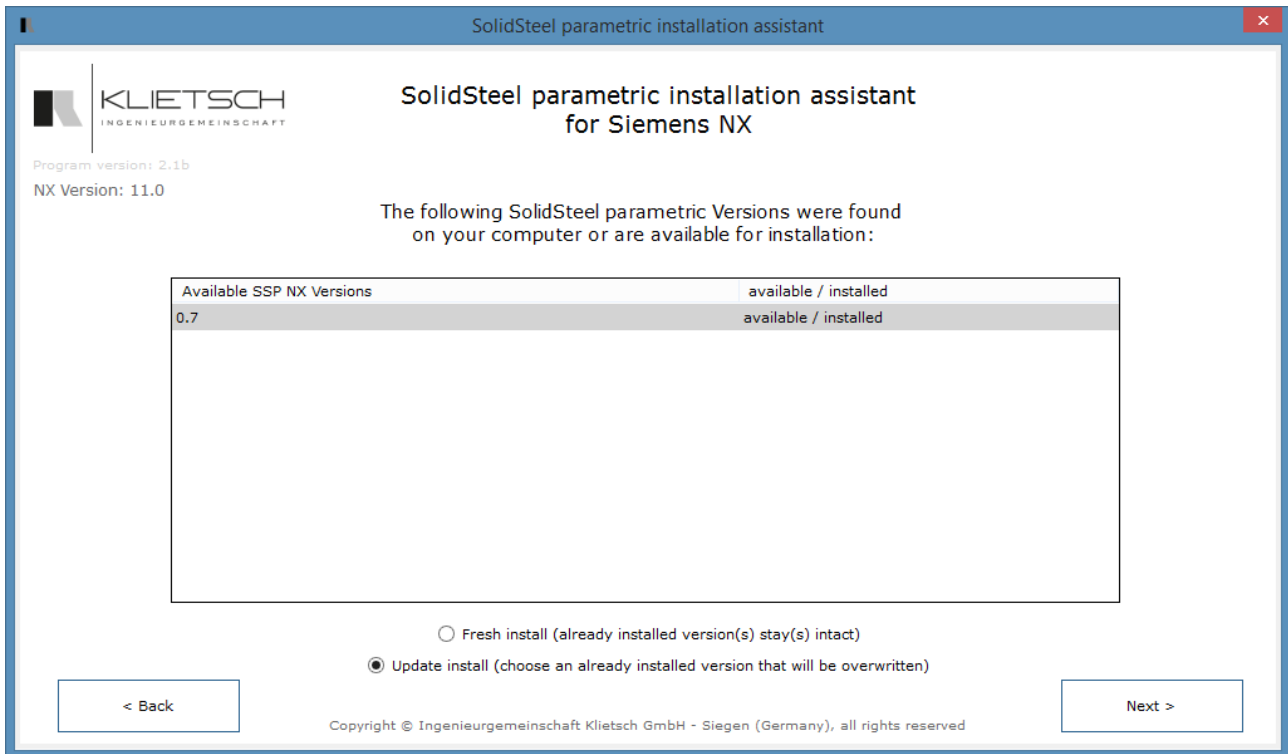 SolidSteel parametric installation assistant
KLIETSCH
INGENIEURGEMEINSCHAFT
SolidSteel parametric installation assistant
for Siemens NX
Program version: 2.1b
NX Version: 11.0
The following SolidSteel parametric Versions were found
on your computer or are available for installation:
Available SSP NX Versions available / installed
0.7 available / installed
Fresh install (already installed version(s) stay(s) intact)
Update install (choose an already installed version that will be overwritten)
< Back
Next >
Copyright © Ingenieurgemeinschaft Klietsch GmbH - Siegen (Germany), all rights reserved